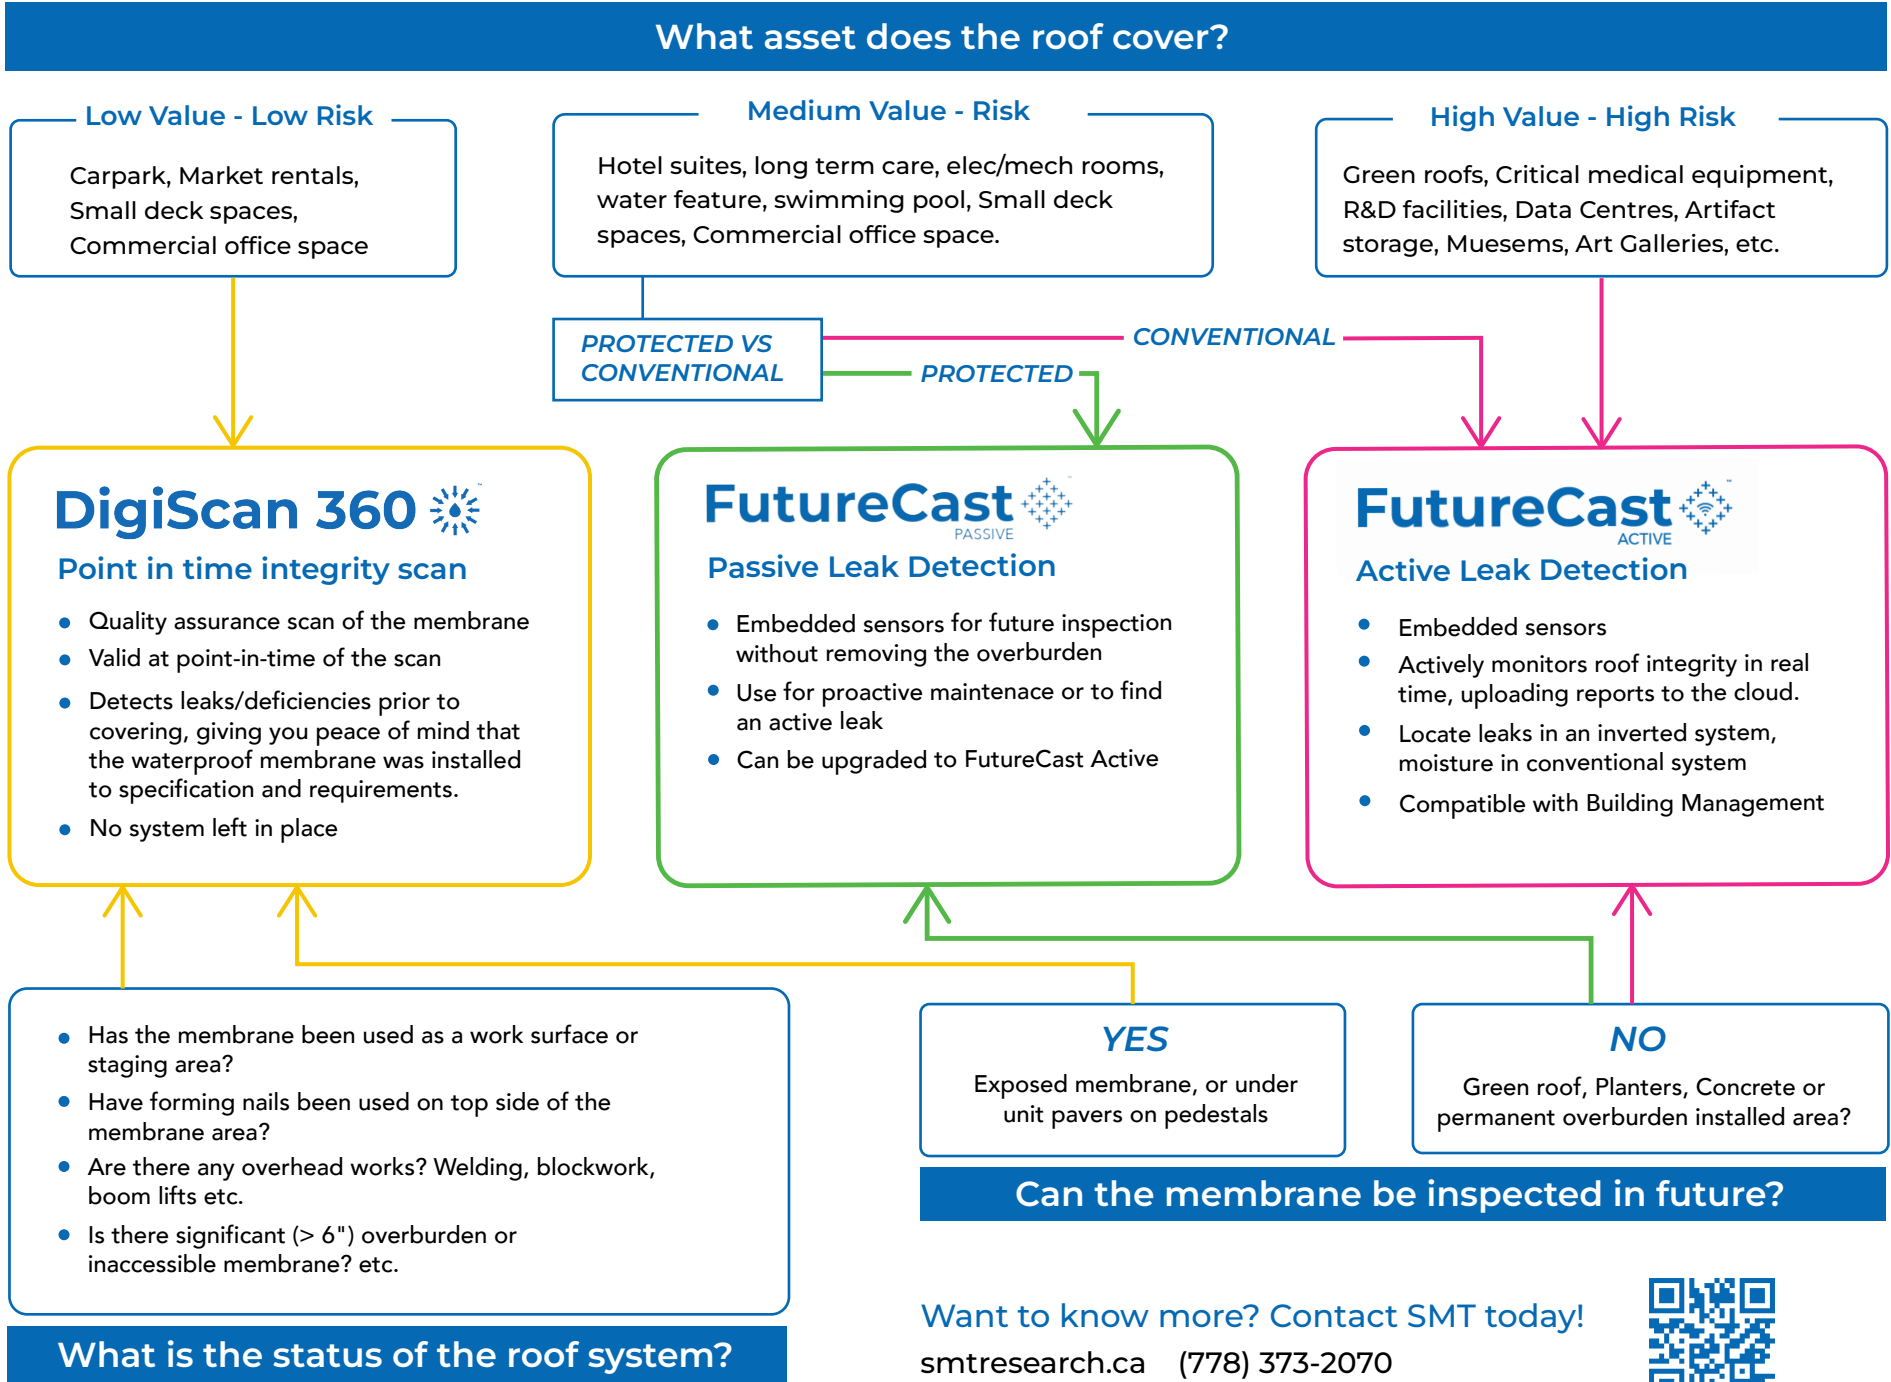 What asset does the roof cover?
Low Value - Low Risk
Carpark, Market rentals,
Small deck spaces,
Commercial office space
Medium Value - Risk
Hotel suites, long term care, elec/mech rooms,
water feature, swimming pool, Small deck
spaces, Commercial office space.
High Value - High Risk
Green roofs, Critical medical equipment,
R&D facilities, Data Centres, Artifact
storage, Muesems, Art Galleries, etc.
PROTECTED VS
CONVENTIONAL
CONVENTIONAL
PROTECTED
DigiScan 360 ™
Point in time integrity scan
• Quality assurance scan of the membrane
• Valid at point-in-time of the scan
• Detects leaks/deficiencies prior to
covering, giving you peace of mind that
the waterproof membrane was installed
to specification and requirements.
• No system left in place
FutureCast ™
PASSIVE
Passive Leak Detection
• Embedded sensors for future inspection
without removing the overburden
• Use for proactive maintenace or to find
an active leak
• Can be upgraded to FutureCast Active
FutureCast ™
ACTIVE
Active Leak Detection
• Embedded sensors
• Actively monitors roof integrity in real
time, uploading reports to the cloud.
• Locate leaks in an inverted system,
moisture in conventional system
• Compatible with Building Management
• Has the membrane been used as a work surface or
staging area?
• Have forming nails been used on top side of the
membrane area?
• Are there any overhead works? Welding, blockwork,
boom lifts etc.
• Is there significant (> 6") overburden or
inaccessible membrane? etc.
What is the status of the roof system?
YES
Exposed membrane, or under
unit pavers on pedestals
NO
Green roof, Planters, Concrete or
permanent overburden installed area?
Can the membrane be inspected in future?
Want to know more? Contact SMT today!
smtresearch.ca (778) 373-2070